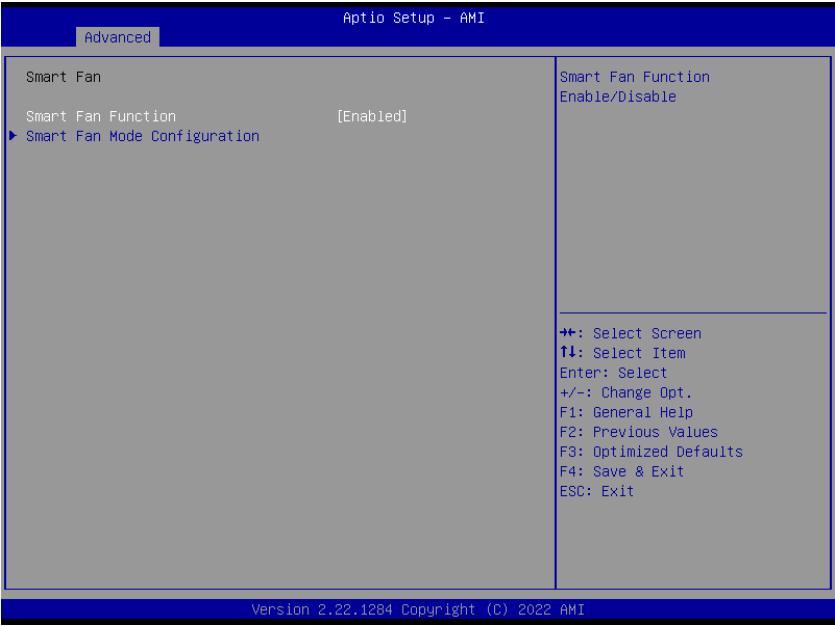 Aptio Setup – AMI
Advanced
Smart Fan
Smart Fan Function [Enabled]
Smart Fan Mode Configuration
Smart Fan Function
Enable/Disable
→←: Select Screen
↑↓: Select Item
Enter: Select
+/-: Change Opt.
F1: General Help
F2: Previous Values
F3: Optimized Defaults
F4: Save & Exit
ESC: Exit
Version 2.22.1284 Copyright (C) 2022 AMI